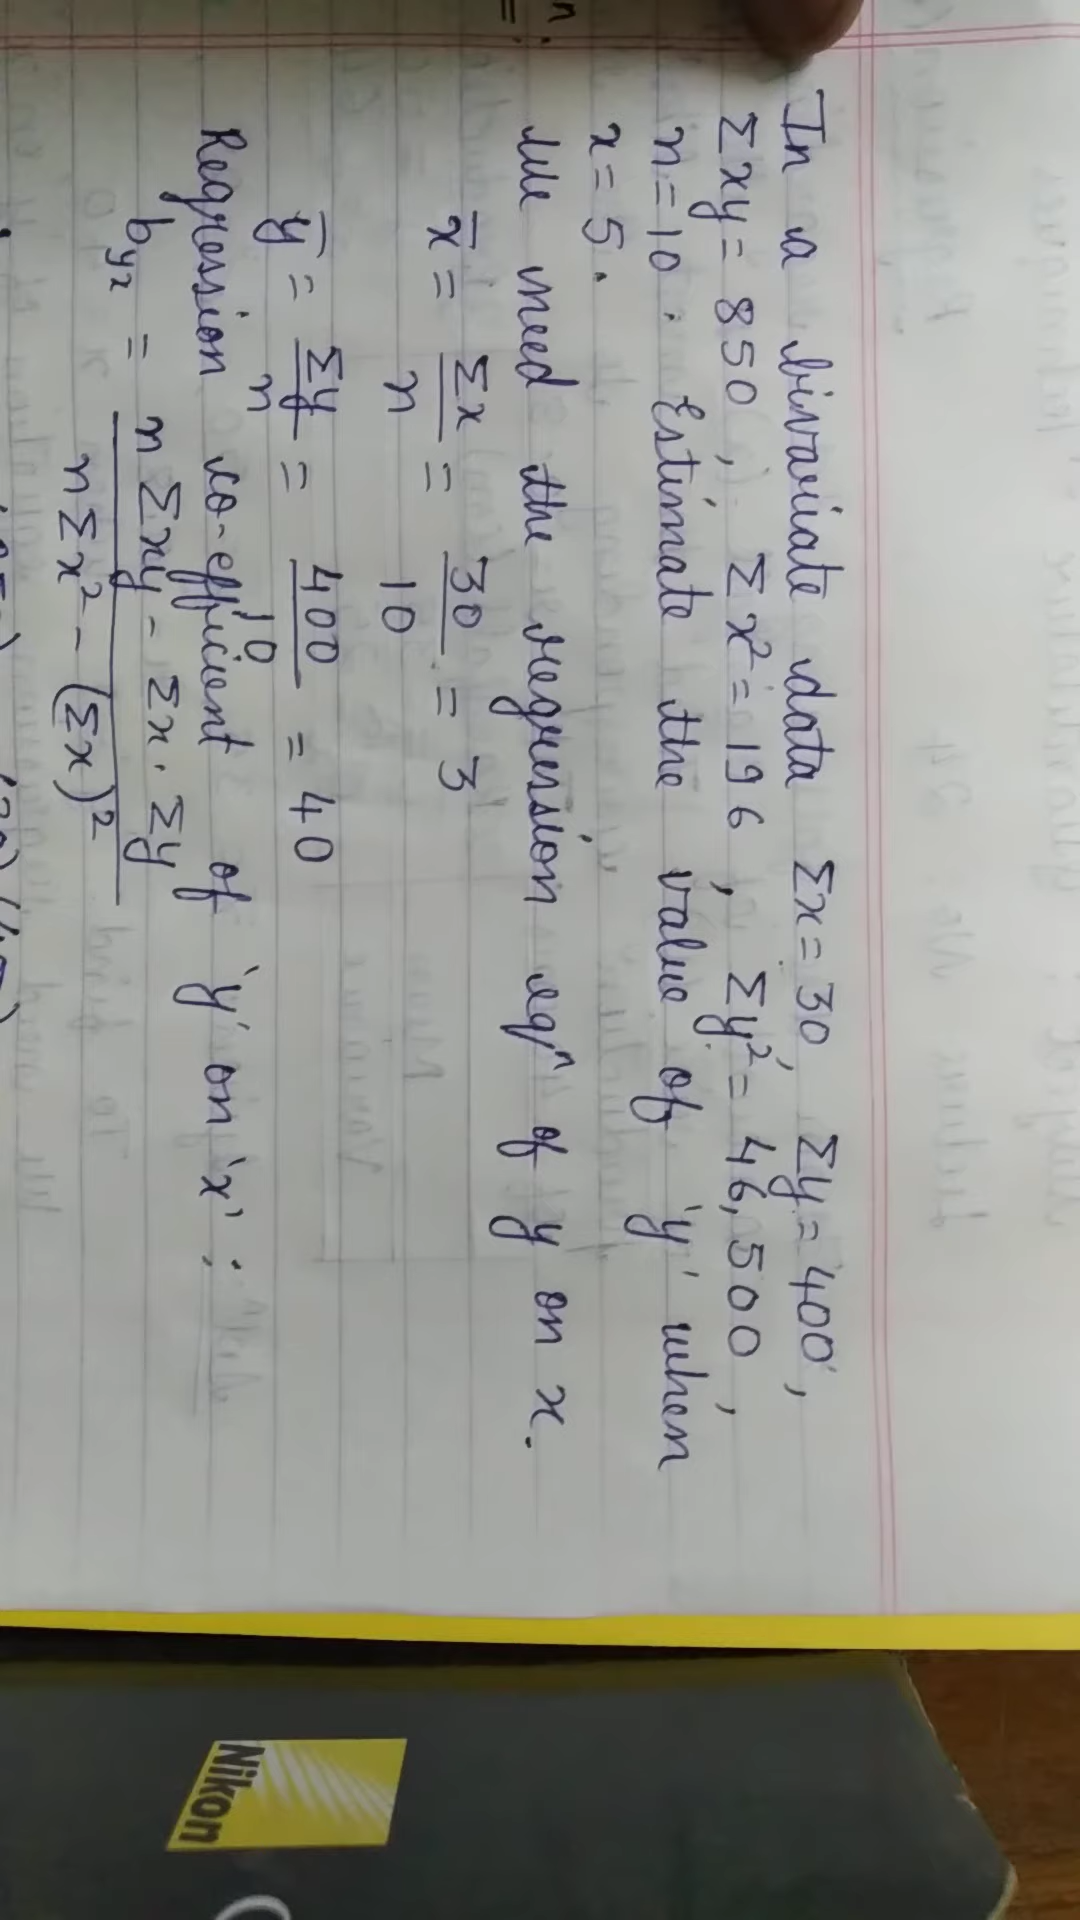 In a bivariate data Σx = 30, Σy = 400,
Σxy = 850, Σx² = 196, Σy² = 46,500,
n = 10. Estimate the value of 'y' when
x = 5.
we need the regression eqⁿ of y on x.
x̄ = Σx/n = 30/10 = 3
ȳ = Σy/n = 400/10 = 40
Regression co-efficient of 'y' on 'x' :
byx = n Σxy - Σx · Σy / n Σx² - (Σx)²
Nikon